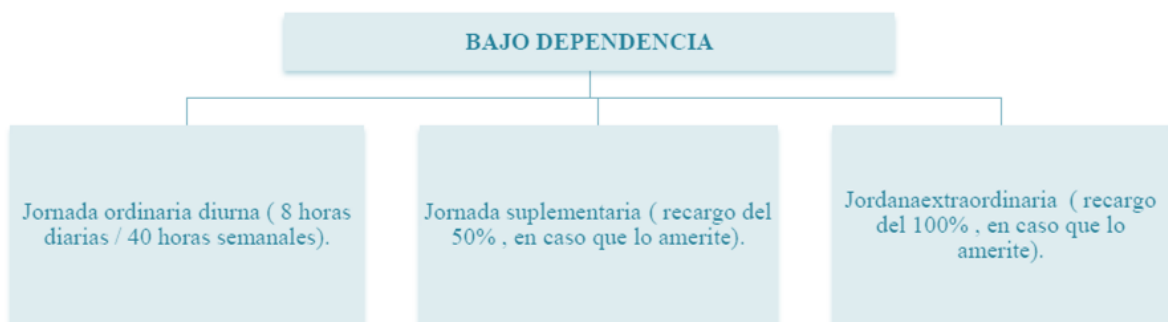 BAJO DEPENDENCIA
Jornada ordinaria diurna ( 8 horas
diarias / 40 horas semanales).
Jornada suplementaria ( recargo del
50% , en caso que lo amerite).
Jordanaextraordinaria ( recargo
del 100% , en caso que lo
amerite).